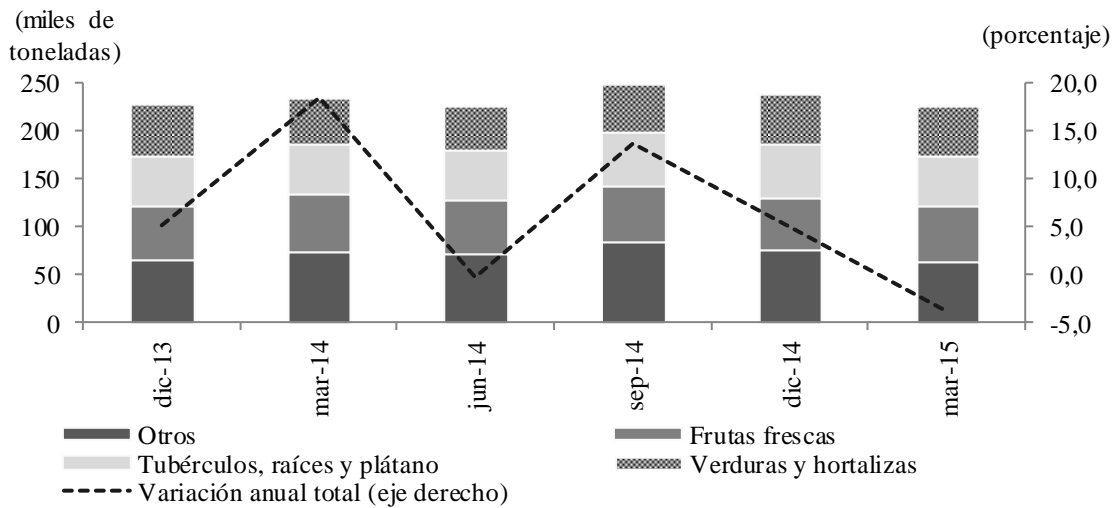 (miles de
toneladas)
(porcentaje)
250
200
150
100
50
0
20,0
15,0
10,0
5,0
0,0
-5,0
dic-13
mar-14
jun-14
sep-14
dic-14
mar-15
Otros
Frutas frescas
Tubérculos, raíces y plátano
Verduras y hortalizas
Variación anual total (eje derecho)